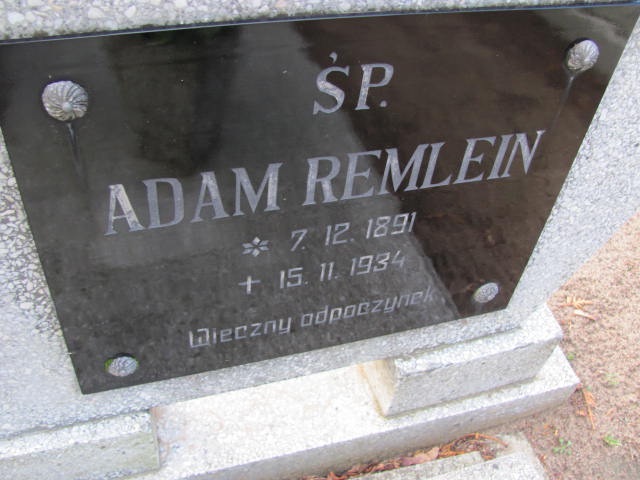 ŚP.
ADAM REMLEIN
* 7. 12. 1891
+ 15. 11. 1934
Wieczny odpoczynek